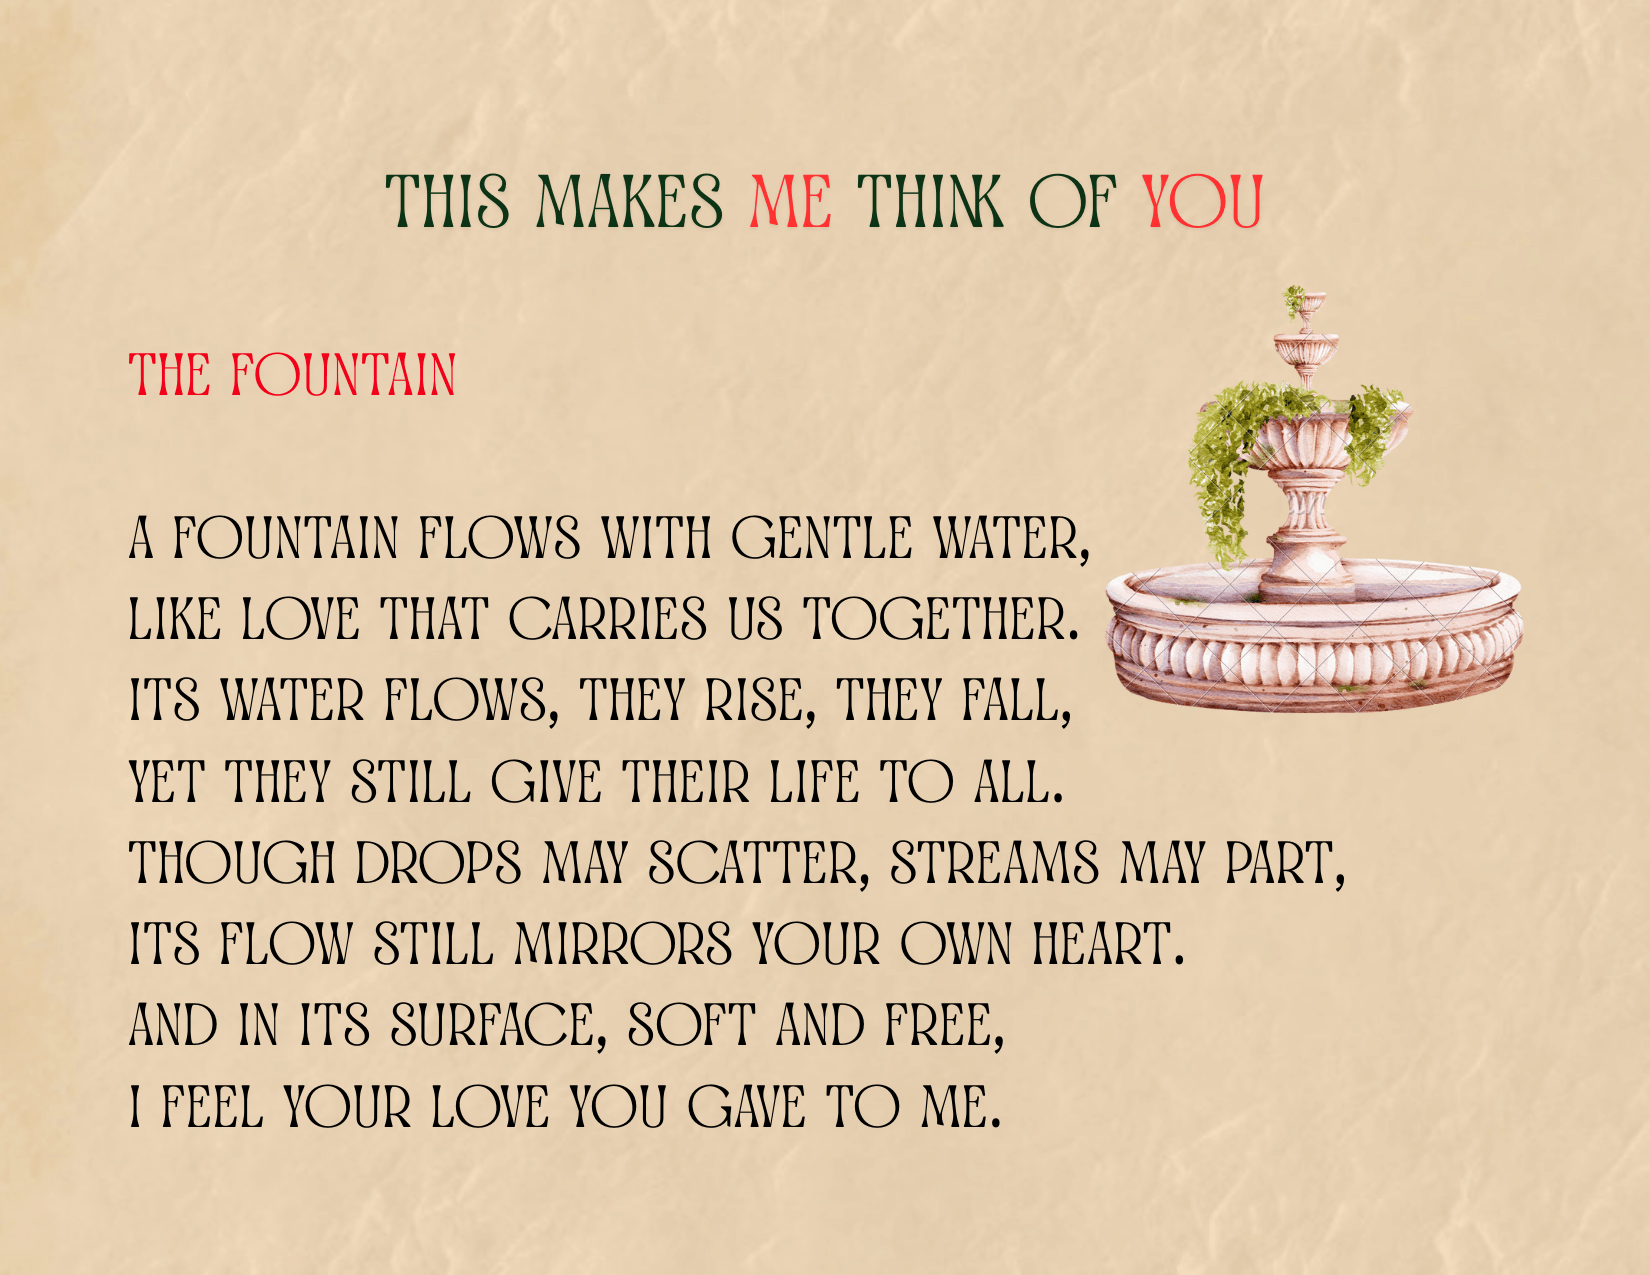 THIS MAKES ME THINK OF YOU
THE FOUNTAIN
A FOUNTAIN FLOWS WITH GENTLE WATER,
LIKE LOVE THAT CARRIES US TOGETHER.
ITS WATER FLOWS, THEY RISE, THEY FALL,
YET THEY STILL GIVE THEIR LIFE TO ALL.
THOUGH DROPS MAY SCATTER, STREAMS MAY PART,
ITS FLOW STILL MIRRORS YOUR OWN HEART.
AND IN ITS SURFACE, SOFT AND FREE,
I FEEL YOUR LOVE YOU GAVE TO ME.